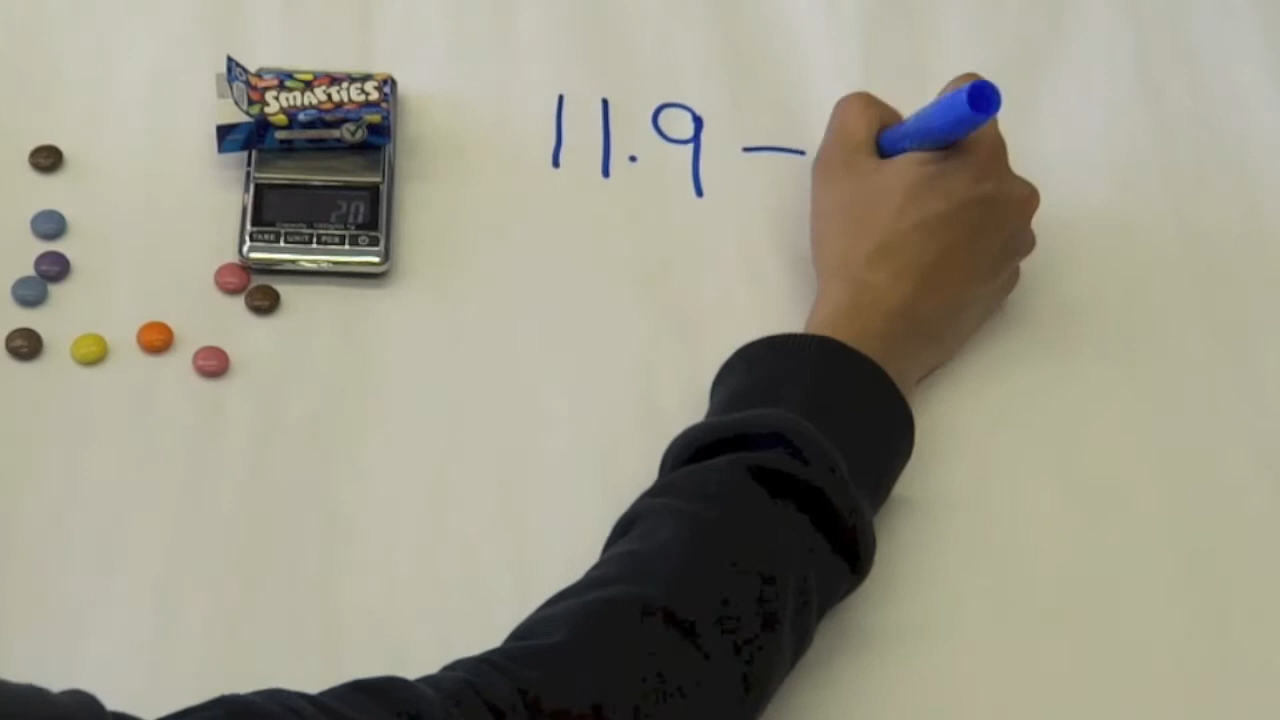 SMARTIES
11.9 –
20
TARE UNIT PCS